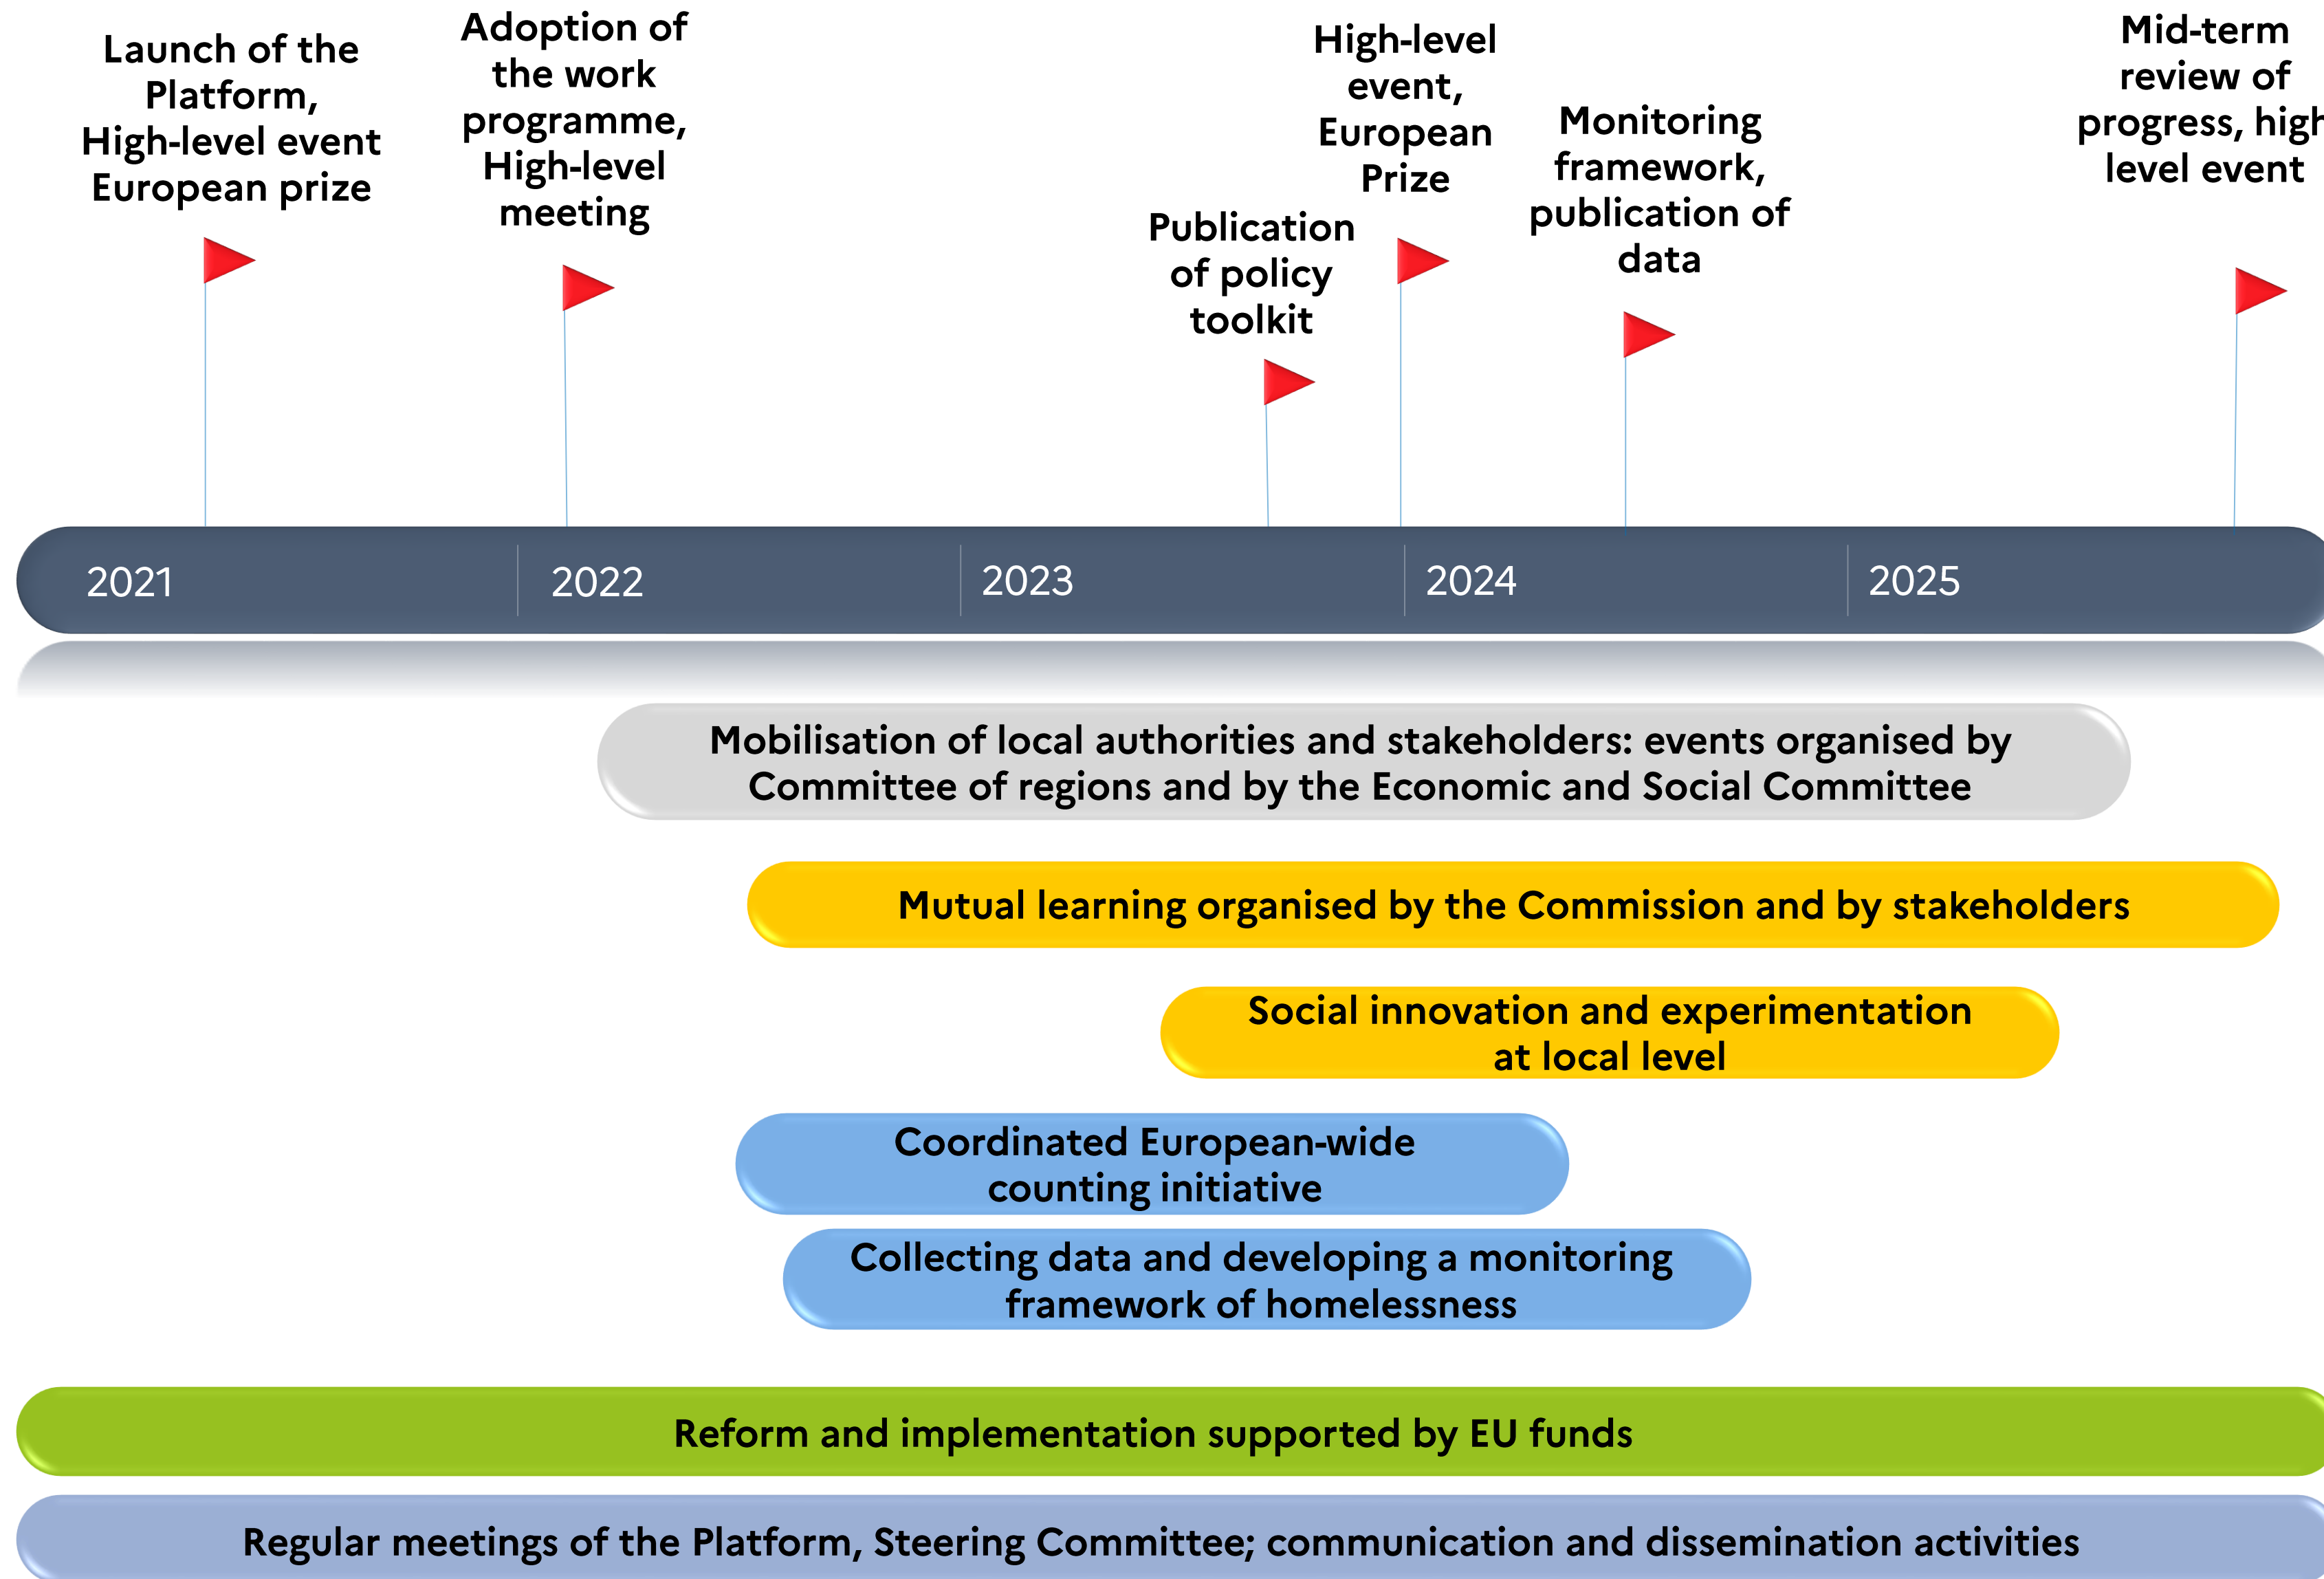 Launch of the
Platform,
High-level event
European prize
Adoption of
the work
programme,
High-level
meeting
Publication
of policy
toolkit
High-level
event,
European
Prize
Monitoring
framework,
publication of
data
Mid-term
review of
progress, high
level event
2021
2022
2023
2024
2025
Mobilisation of local authorities and stakeholders: events organised by
Committee of regions and by the Economic and Social Committee
Mutual learning organised by the Commission and by stakeholders
Social innovation and experimentation
at local level
Coordinated European-wide
counting initiative
Collecting data and developing a monitoring
framework of homelessness
Reform and implementation supported by EU funds
Regular meetings of the Platform, Steering Committee; communication and dissemination activities